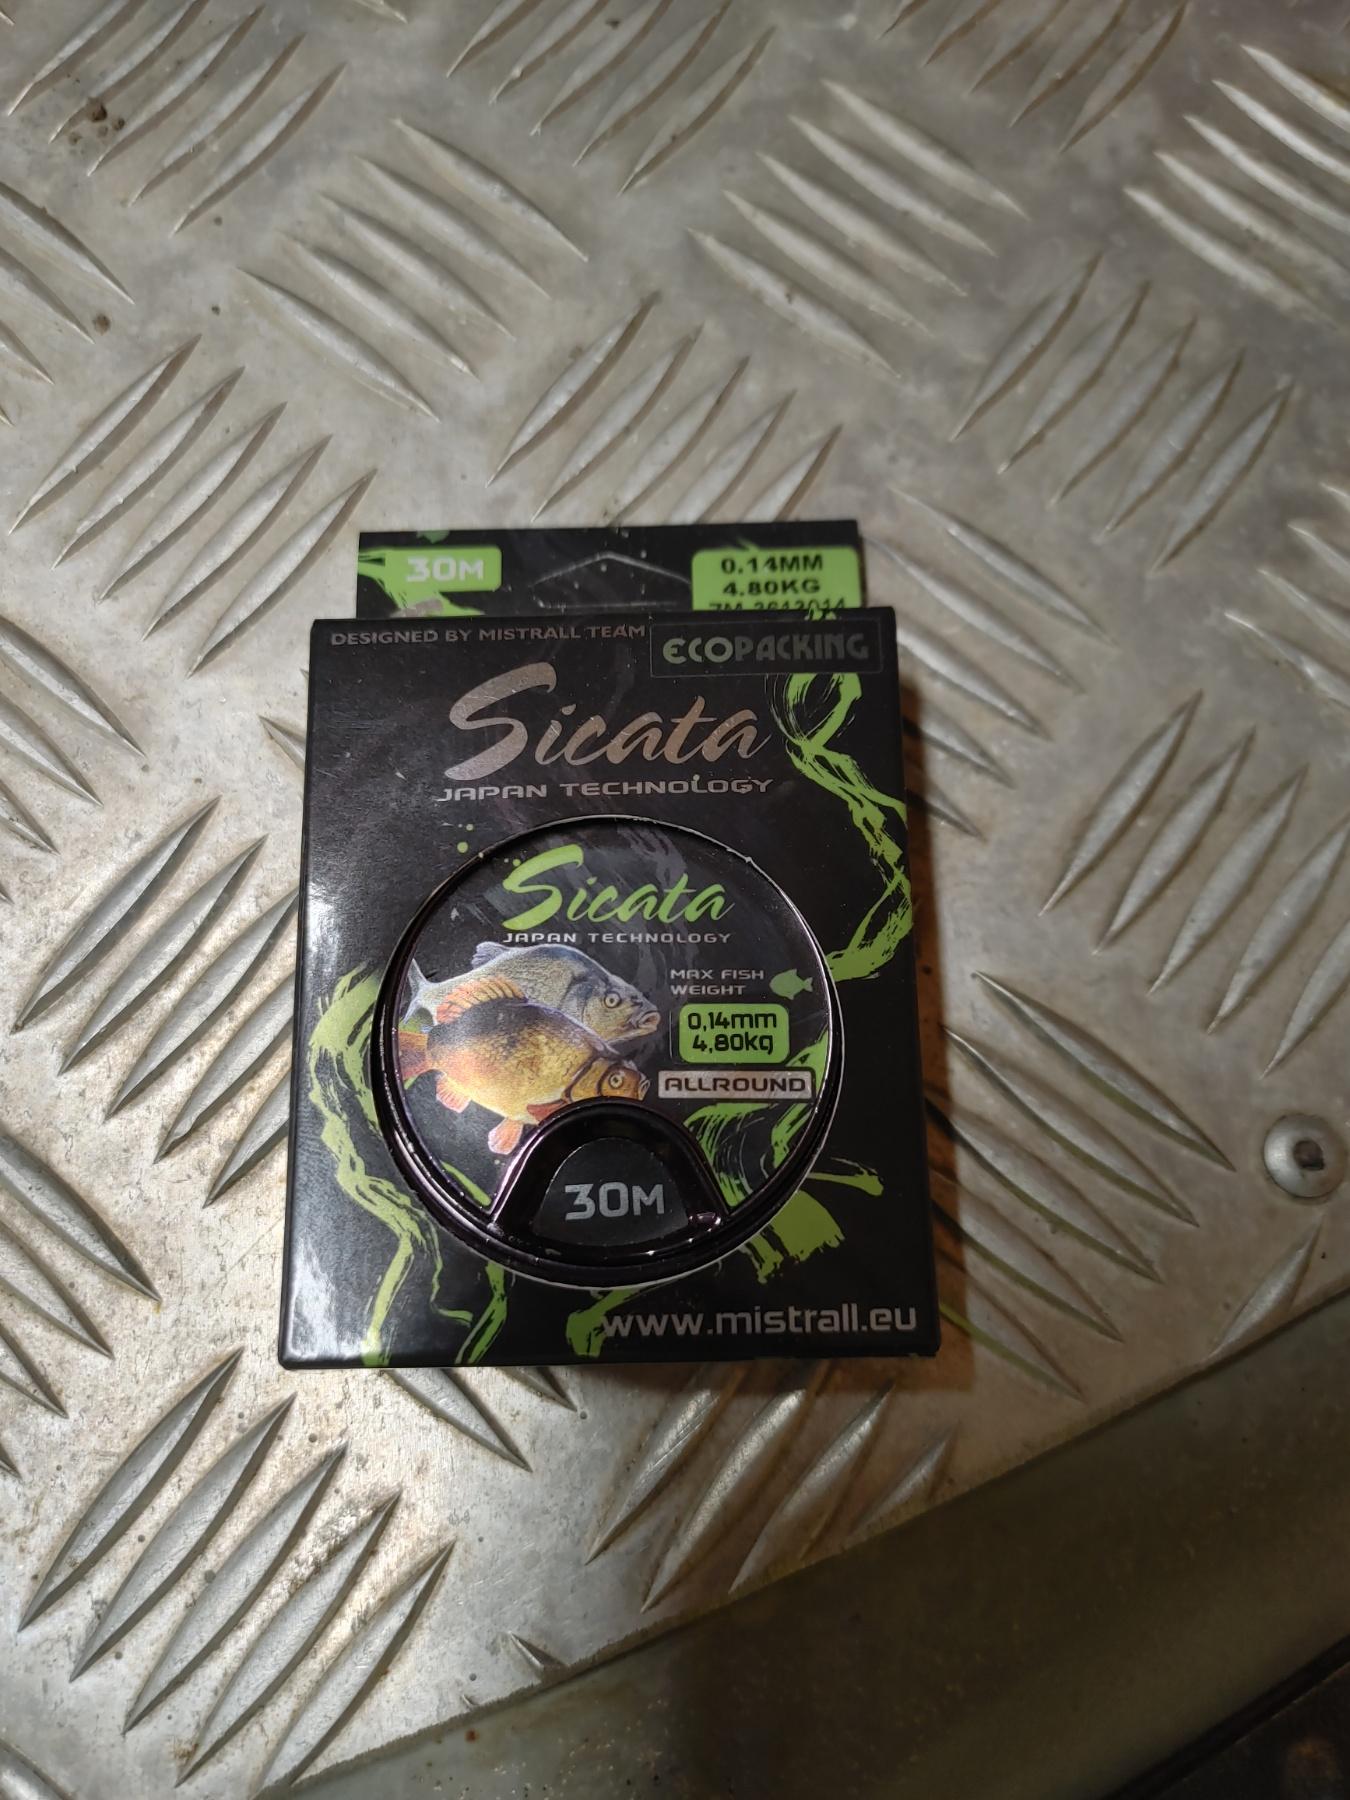 30M
0.14MM
4.80KG
DESIGNED BY MISTRALL TEAM
ECOPACKING
Sicata
JAPAN TECHNOLOGY
Sicata
JAPAN TECHNOLOGY
MAX FISH
WEIGHT
0,14mm
4,80kg
ALLROUND
30M
www.mistrall.eu